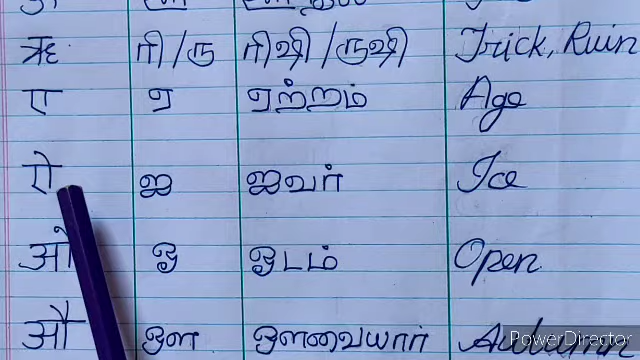 ऋ ரி/ரு ரிஷி/ருஷி Trick, Ruin
ए ஏ ஏற்றம் Age
ऐ ஐ ஐவர் Ice
ओ ஓ ஓடம் Open
औ ஔ ஔவையார்
PowerDirector